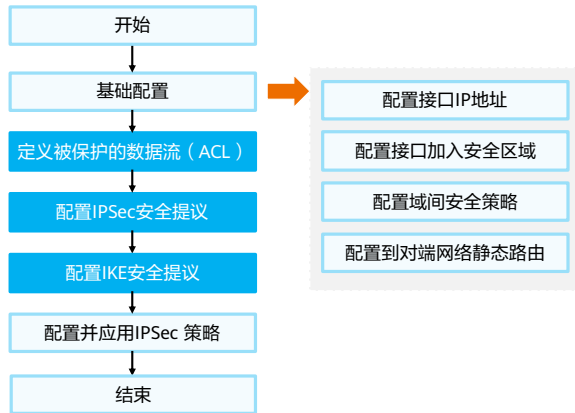 开始
基础配置
定义被保护的数据流（ACL）
配置IPSec安全提议
配置IKE安全提议
配置并应用IPSec 策略
结束
配置接口IP地址
配置接口加入安全区域
配置域间安全策略
配置到对端网络静态路由